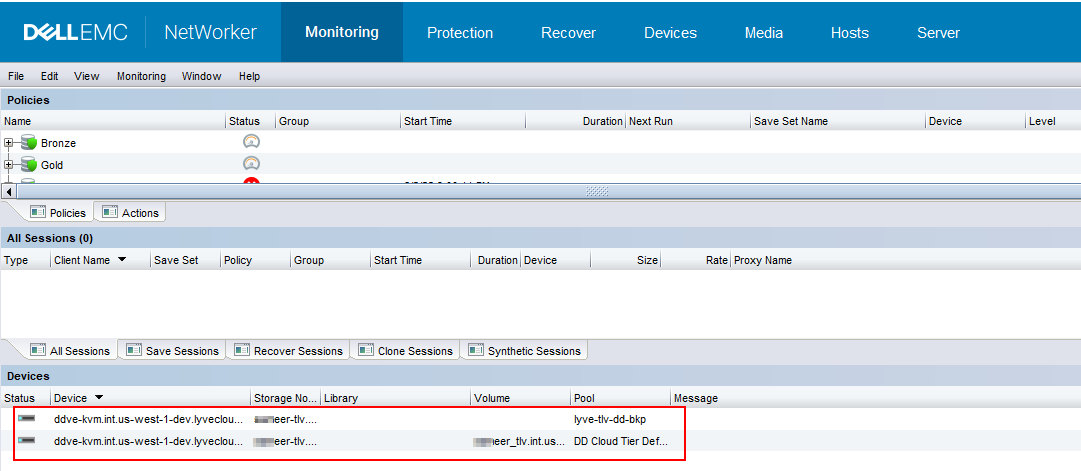 DELLEMC NetWorker Monitoring Protection Recover Devices Media Hosts Server
File Edit View Monitoring Window Help
Policies
Name Status Group Start Time Duration Next Run Save Set Name Device Level
Bronze
Gold
Policies Actions
All Sessions (0)
Type Client Name Save Set Policy Group Start Time Duration Device Size Rate Proxy Name
All Sessions Save Sessions Recover Sessions Clone Sessions Synthetic Sessions
Devices
Status Device Storage No... Library Volume Pool Message
ddve-kvm.int.us-west-1-dev.lyveclou... eer-tlv.... lyve-tlv-dd-bkp
ddve-kvm.int.us-west-1-dev.lyveclou... eer-tlv.... eer_tlv.int.us... DD Cloud Tier Def...